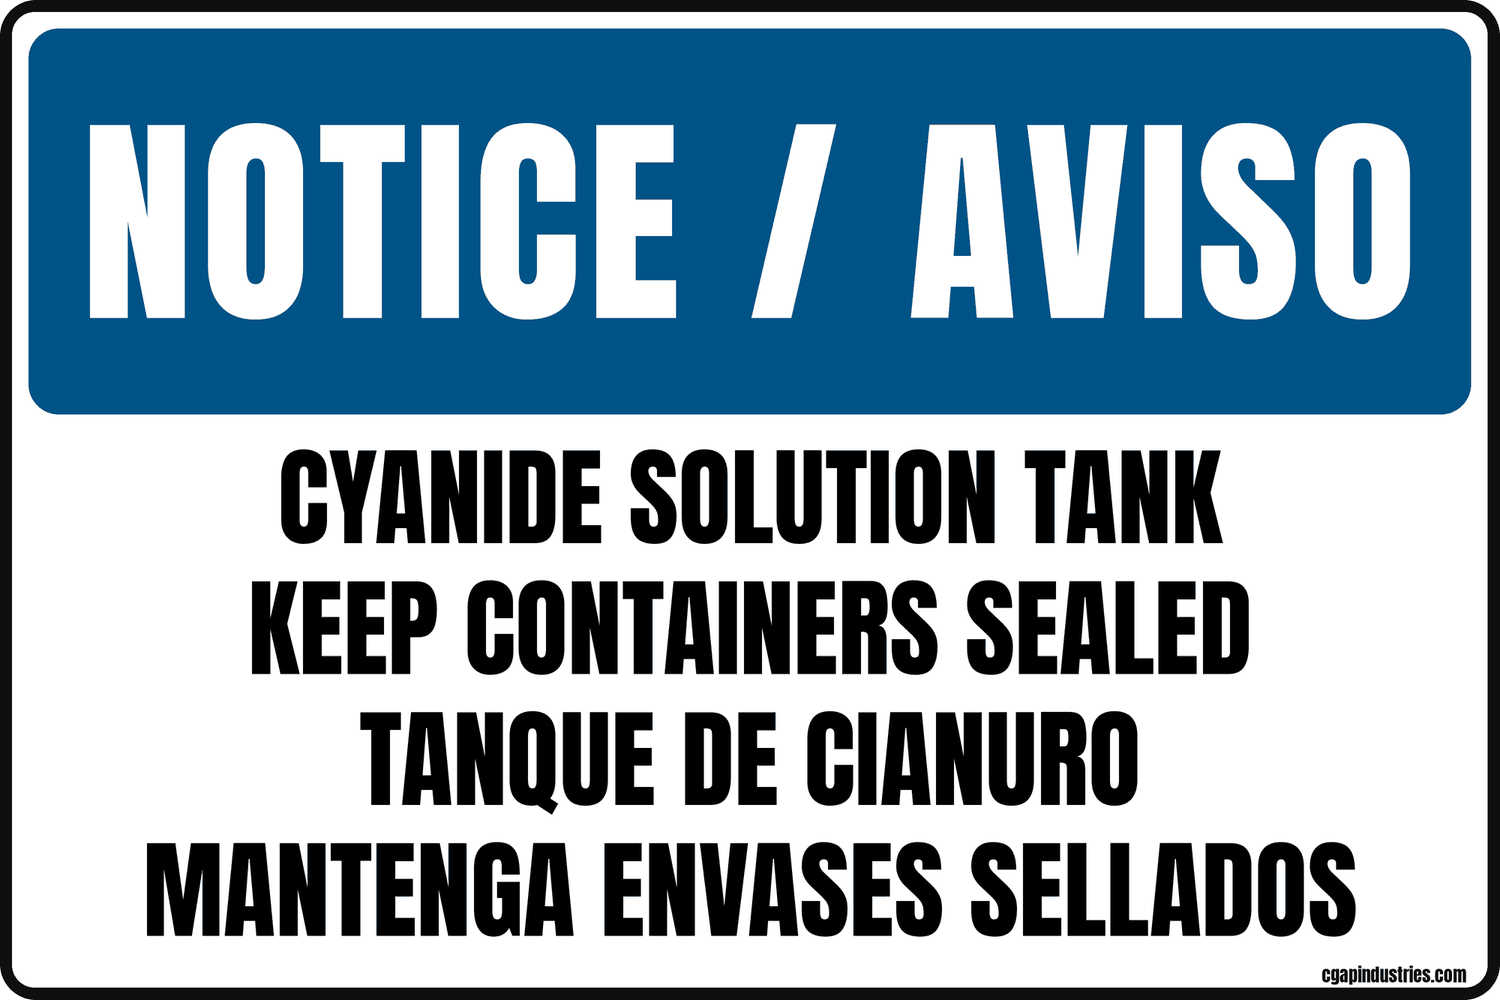 NOTICE / AVISO
CYANIDE SOLUTION TANK
KEEP CONTAINERS SEALED
TANQUE DE CIANURO
MANTENGA ENVASES SELLADOS
cgapindustries.com